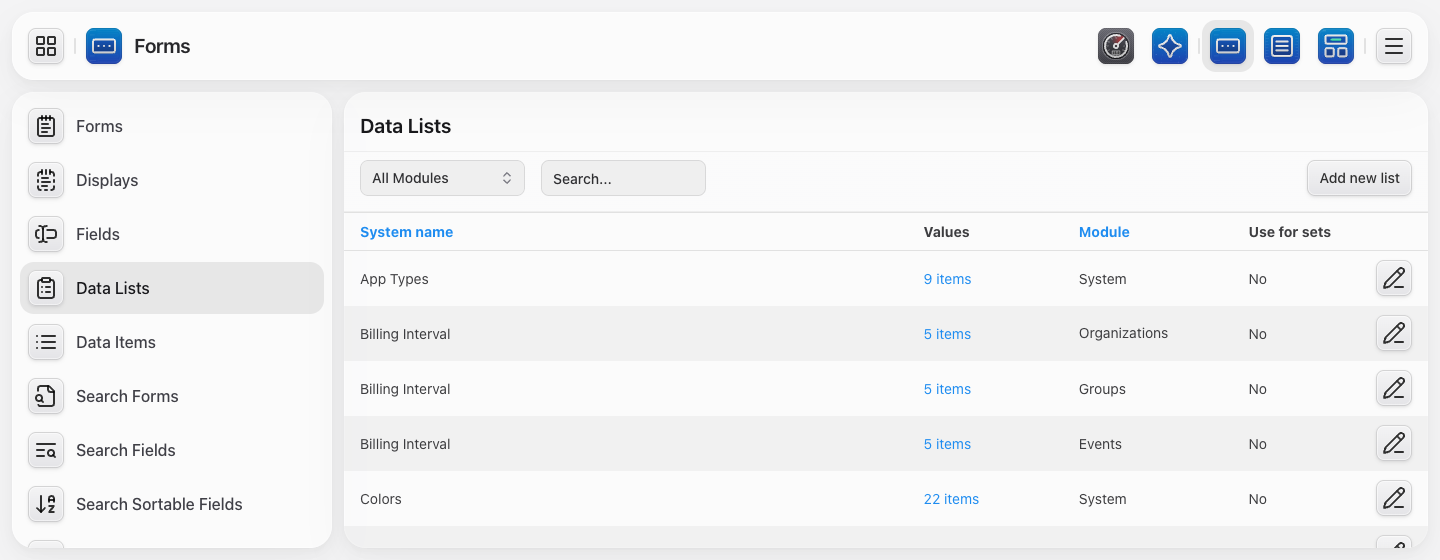 Forms
Forms
Displays
Fields
Data Lists
Data Items
Search Forms
Search Fields
Search Sortable Fields
Data Lists
All Modules Search... Add new list
System name Values Module Use for sets
App Types 9 items System No
Billing Interval 5 items Organizations No
Billing Interval 5 items Groups No
Billing Interval 5 items Events No
Colors 22 items System No